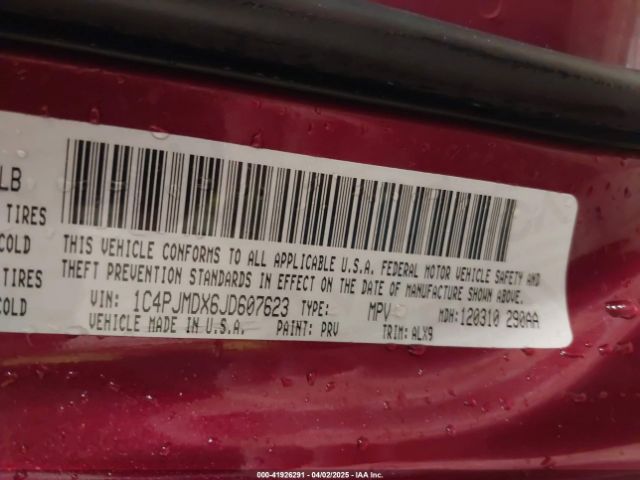 LB
TIRES
COLD
TIRES
COLD
THIS VEHICLE CONFORMS TO ALL APPLICABLE U.S.A. FEDERAL MOTOR VEHICLE SAFETY AND
THEFT PREVENTION STANDARDS IN EFFECT ON THE DATE OF MANUFACTURE SHOWN ABOVE.
VIN: 1C4PJMDX6JD607623 TYPE: MPV MDH: 120310 290AA
VEHICLE MADE IN U.S.A. PAINT: PRV TRIM: ALX9
000-41926291 - 04/02/2025 - IAA Inc.